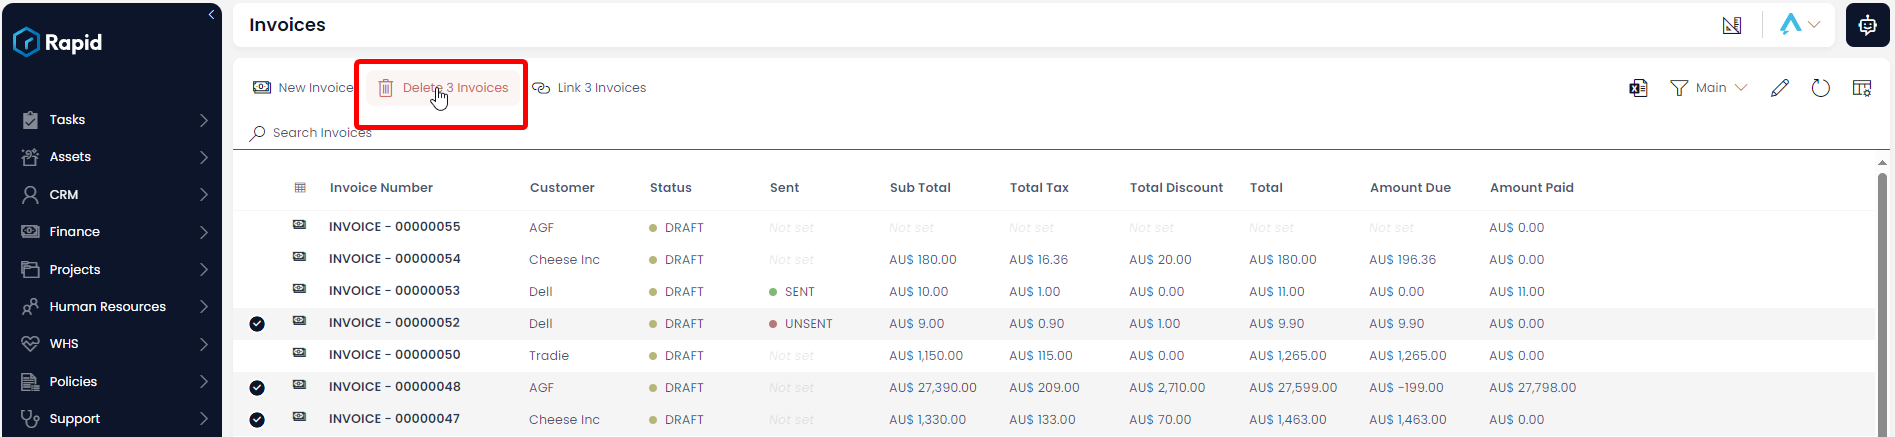 Rapid
Tasks
Assets
CRM
Finance
Projects
Human Resources
WHS
Policies
Support
Invoices
New Invoice Delete 3 Invoices Link 3 Invoices Main
Search Invoices
Invoice Number Customer Status Sent Sub Total Total Tax Total Discount Total Amount Due Amount Paid
INVOICE - 00000055 AGF DRAFT Not set Not set Not set Not set Not set Not set AU$ 0.00
INVOICE - 00000054 Cheese Inc DRAFT Not set AU$ 180.00 AU$ 16.36 AU$ 20.00 AU$ 180.00 AU$ 196.36 AU$ 0.00
INVOICE - 00000053 Dell DRAFT SENT AU$ 10.00 AU$ 1.00 AU$ 0.00 AU$ 11.00 AU$ 0.00 AU$ 11.00
INVOICE - 00000052 Dell DRAFT UNSENT AU$ 9.00 AU$ 0.90 AU$ 1.00 AU$ 9.90 AU$ 9.90 AU$ 0.00
INVOICE - 00000050 Tradie DRAFT Not set AU$ 1,150.00 AU$ 115.00 AU$ 0.00 AU$ 1,265.00 AU$ 1,265.00 AU$ 0.00
INVOICE - 00000048 AGF DRAFT Not set AU$ 27,390.00 AU$ 209.00 AU$ 2,710.00 AU$ 27,599.00 AU$ -199.00 AU$ 27,798.00
INVOICE - 00000047 Cheese Inc DRAFT Not set AU$ 1,330.00 AU$ 133.00 AU$ 70.00 AU$ 1,463.00 AU$ 1,463.00 AU$ 0.00